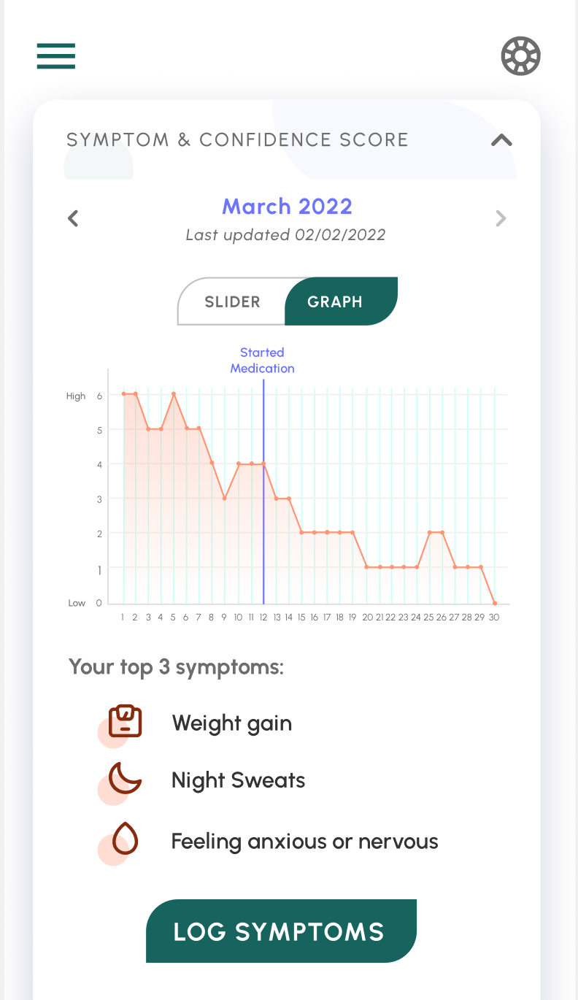 SYMPTOM & CONFIDENCE SCORE
March 2022
Last updated 02/02/2022
SLIDER GRAPH
Started
Medication
High 6
5
4
3
2
1
Low 0
1 2 3 4 5 6 7 8 9 10 11 12 13 14 15 16 17 18 19 20 21 22 23 24 25 26 27 28 29 30
Your top 3 symptoms:
Weight gain
Night Sweats
Feeling anxious or nervous
LOG SYMPTOMS